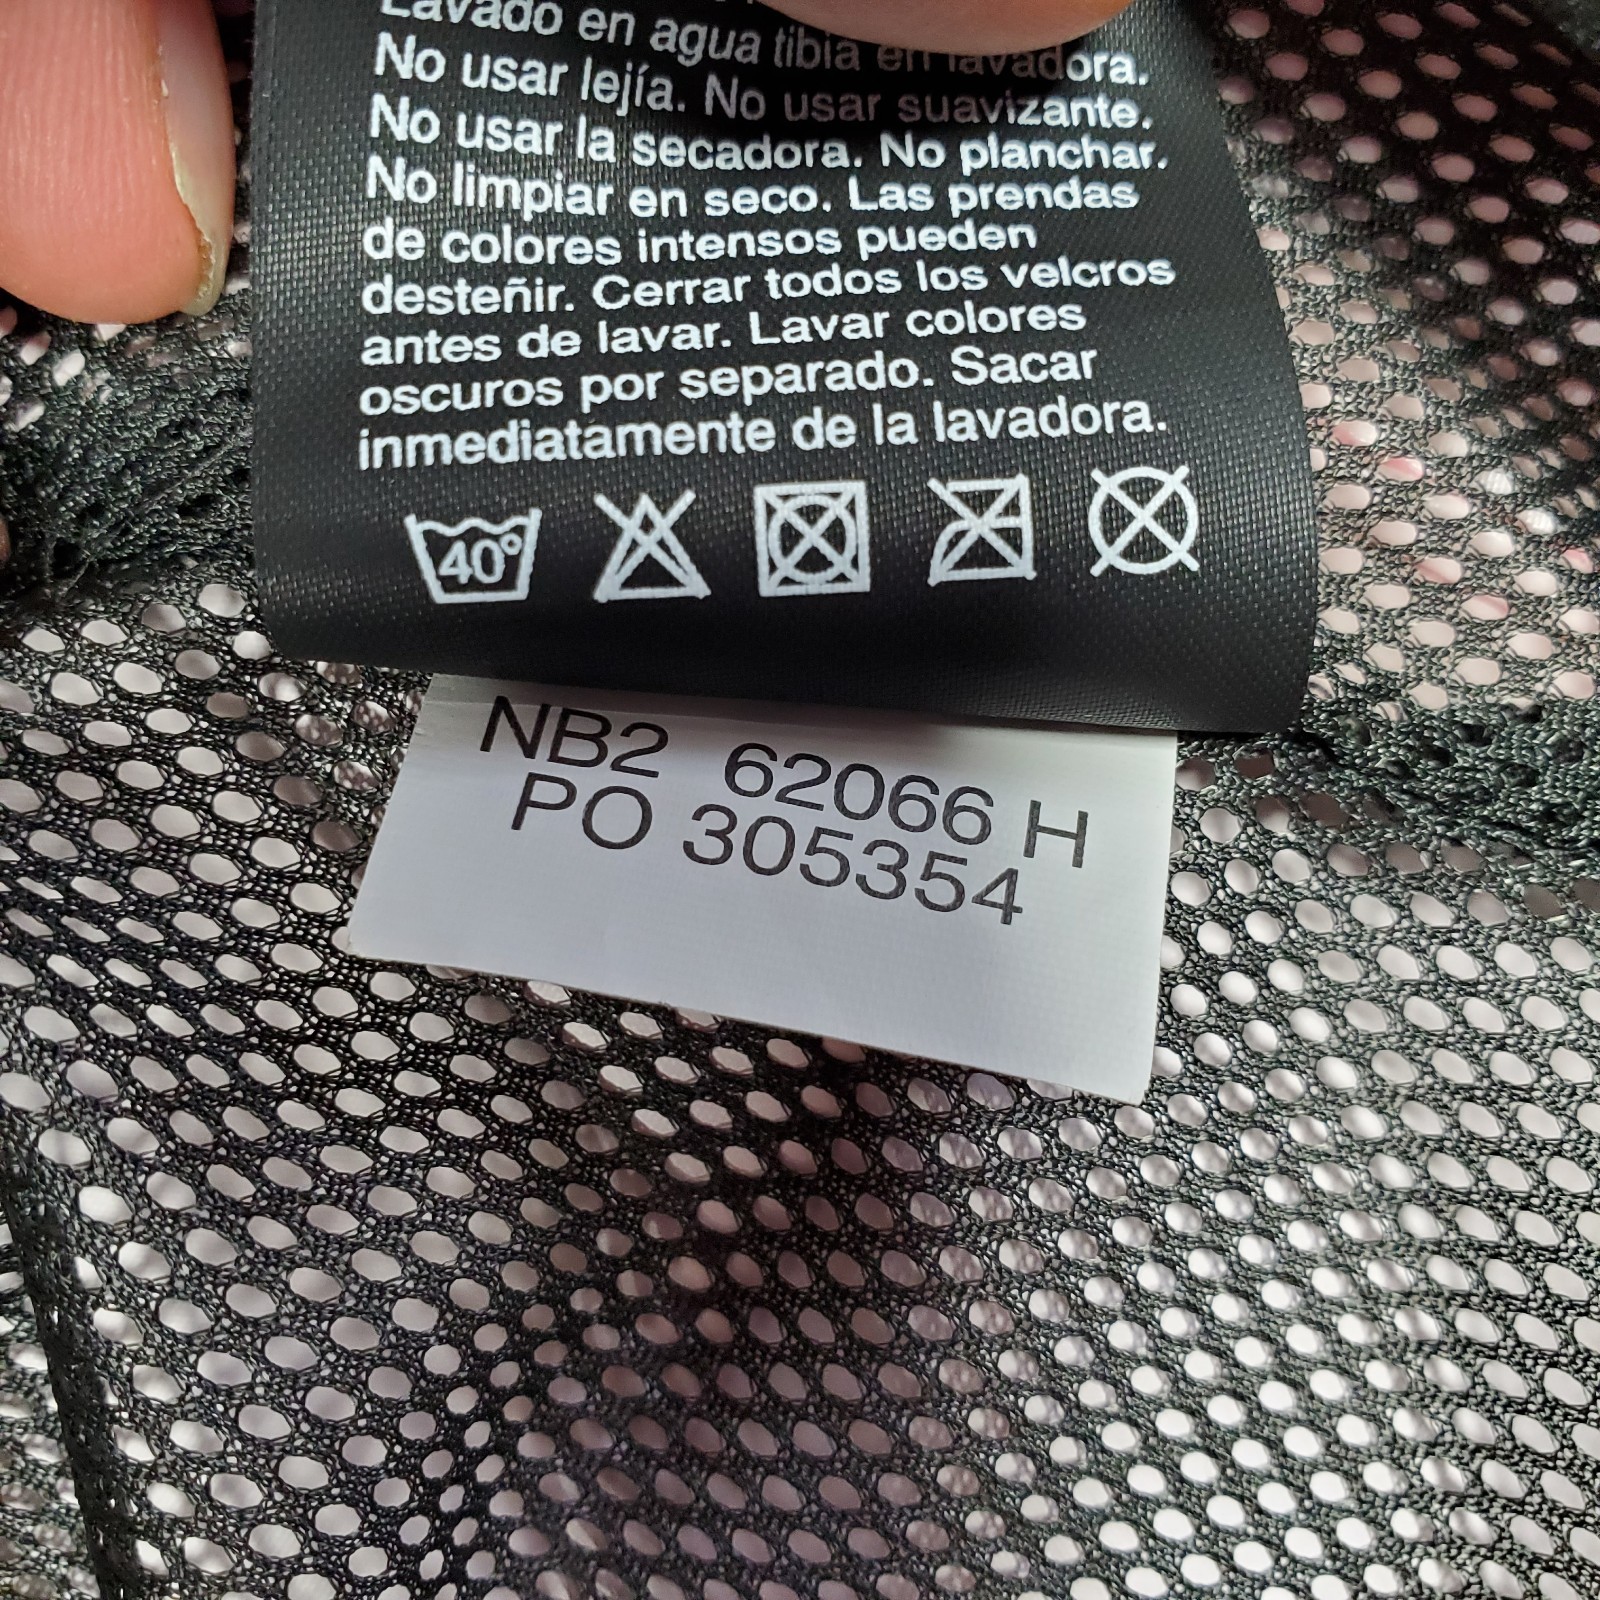 Lavado en agua tibia en lavadora.
No usar lejía. No usar suavizante.
No usar la secadora. No planchar.
No limpiar en seco. Las prendas
de colores intensos pueden
desteñir. Cerrar todos los velcros
antes de lavar. Lavar colores
oscuros por separado. Sacar
inmediatamente de la lavadora.
40°
NB2 62066 H
PO 305354